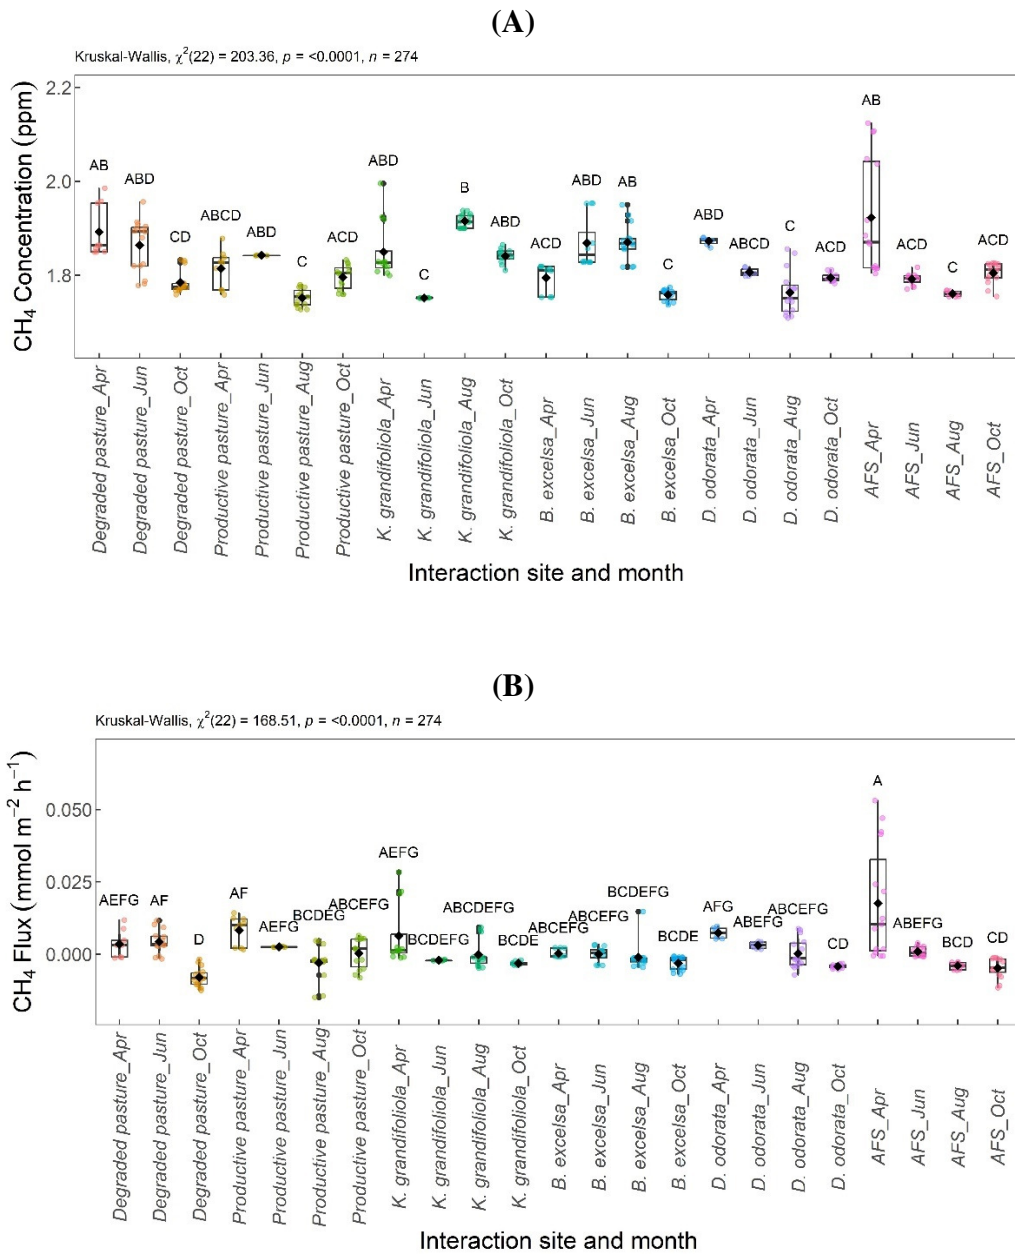 (A)
Kruskal-Wallis, χ²(22) = 203.36, p = <0.0001, n = 274
CH₄ Concentration (ppm)
2.2
2.0
1.8
AB
ABD
CD
ABCD
ABD
C
ACD
ABD
C
B
ABD
ACD
ABD
AB
C
ABD
ABCD
C
ACD
AB
ACD
C
ACD
Degraded pasture_Apr
Degraded pasture_Jun
Degraded pasture_Oct
Productive pasture_Apr
Productive pasture_Jun
Productive pasture_Aug
Productive pasture_Oct
K. grandifoliola_Apr
K. grandifoliola_Jun
K. grandifoliola_Aug
K. grandifoliola_Oct
B. excelsa_Apr
B. excelsa_Jun
B. excelsa_Aug
B. excelsa_Oct
D. odorata_Apr
D. odorata_Jun
D. odorata_Aug
D. odorata_Oct
AFS_Apr
AFS_Jun
AFS_Aug
AFS_Oct
Interaction site and month
(B)
Kruskal-Wallis, χ²(22) = 168.51, p = <0.0001, n = 274
CH₄ Flux (mmol m⁻² h⁻¹)
0.050
0.025
0.000
AEFG
AF
D
AF
AEFG
BCDEG
ABCEFG
AEFG
BCDEFG
ABCDEFG
BCDE
ABCEFG
ABCEFG
BCDEFG
BCDE
AFG
ABEFG
ABCEFG
CD
A
ABEFG
BCD
CD
Degraded pasture_Apr
Degraded pasture_Jun
Degraded pasture_Oct
Productive pasture_Apr
Productive pasture_Jun
Productive pasture_Aug
Productive pasture_Oct
K. grandifoliola_Apr
K. grandifoliola_Jun
K. grandifoliola_Aug
K. grandifoliola_Oct
B. excelsa_Apr
B. excelsa_Jun
B. excelsa_Aug
B. excelsa_Oct
D. odorata_Apr
D. odorata_Jun
D. odorata_Aug
D. odorata_Oct
AFS_Apr
AFS_Jun
AFS_Aug
AFS_Oct
Interaction site and month